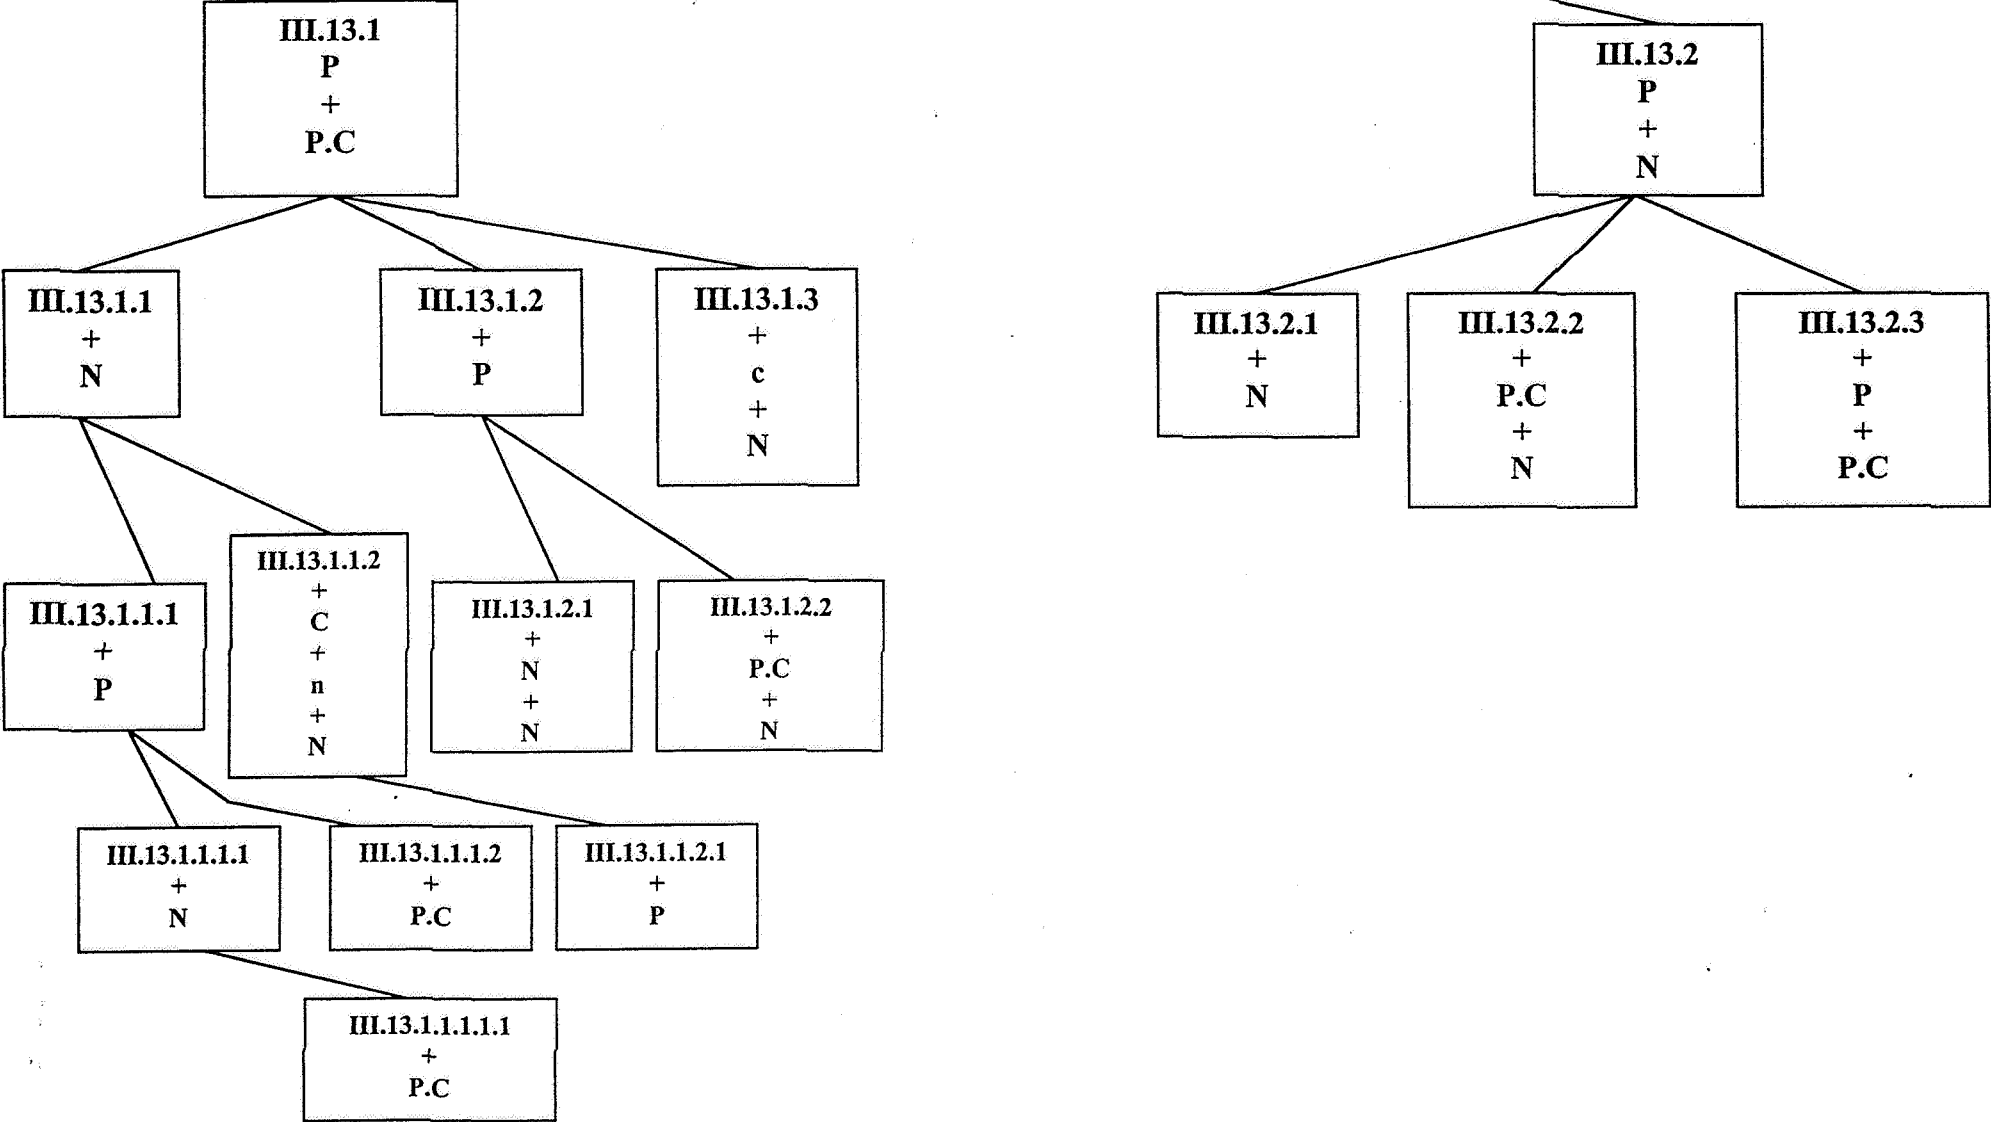 III.13.1
P
+
P.C
III.13.2
P
+
N
III.13.1.1
+
N
III.13.1.2
+
P
III.13.1.3
+
c
+
N
III.13.2.1
+
N
III.13.2.2
+
P.C
+
N
III.13.2.3
+
P
+
P.C
III.13.1.1.1
+
P
III.13.1.1.2
+
C
+
n
+
N
III.13.1.2.1
+
N
+
N
III.13.1.2.2
+
P.C
+
N
III.13.1.1.1.1
+
N
III.13.1.1.1.2
+
P.C
III.13.1.1.2.1
+
P
III.13.1.1.1.1.1
+
P.C